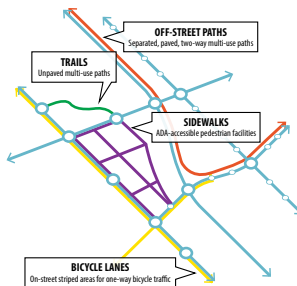 OFF-STREET PATHS
Separated, paved, two-way multi-use paths
TRAILS
Unpaved multi-use paths
SIDEWALKS
ADA-accessible pedestrian facilities
BICYCLE LANES
On-street striped areas for one-way bicycle traffic